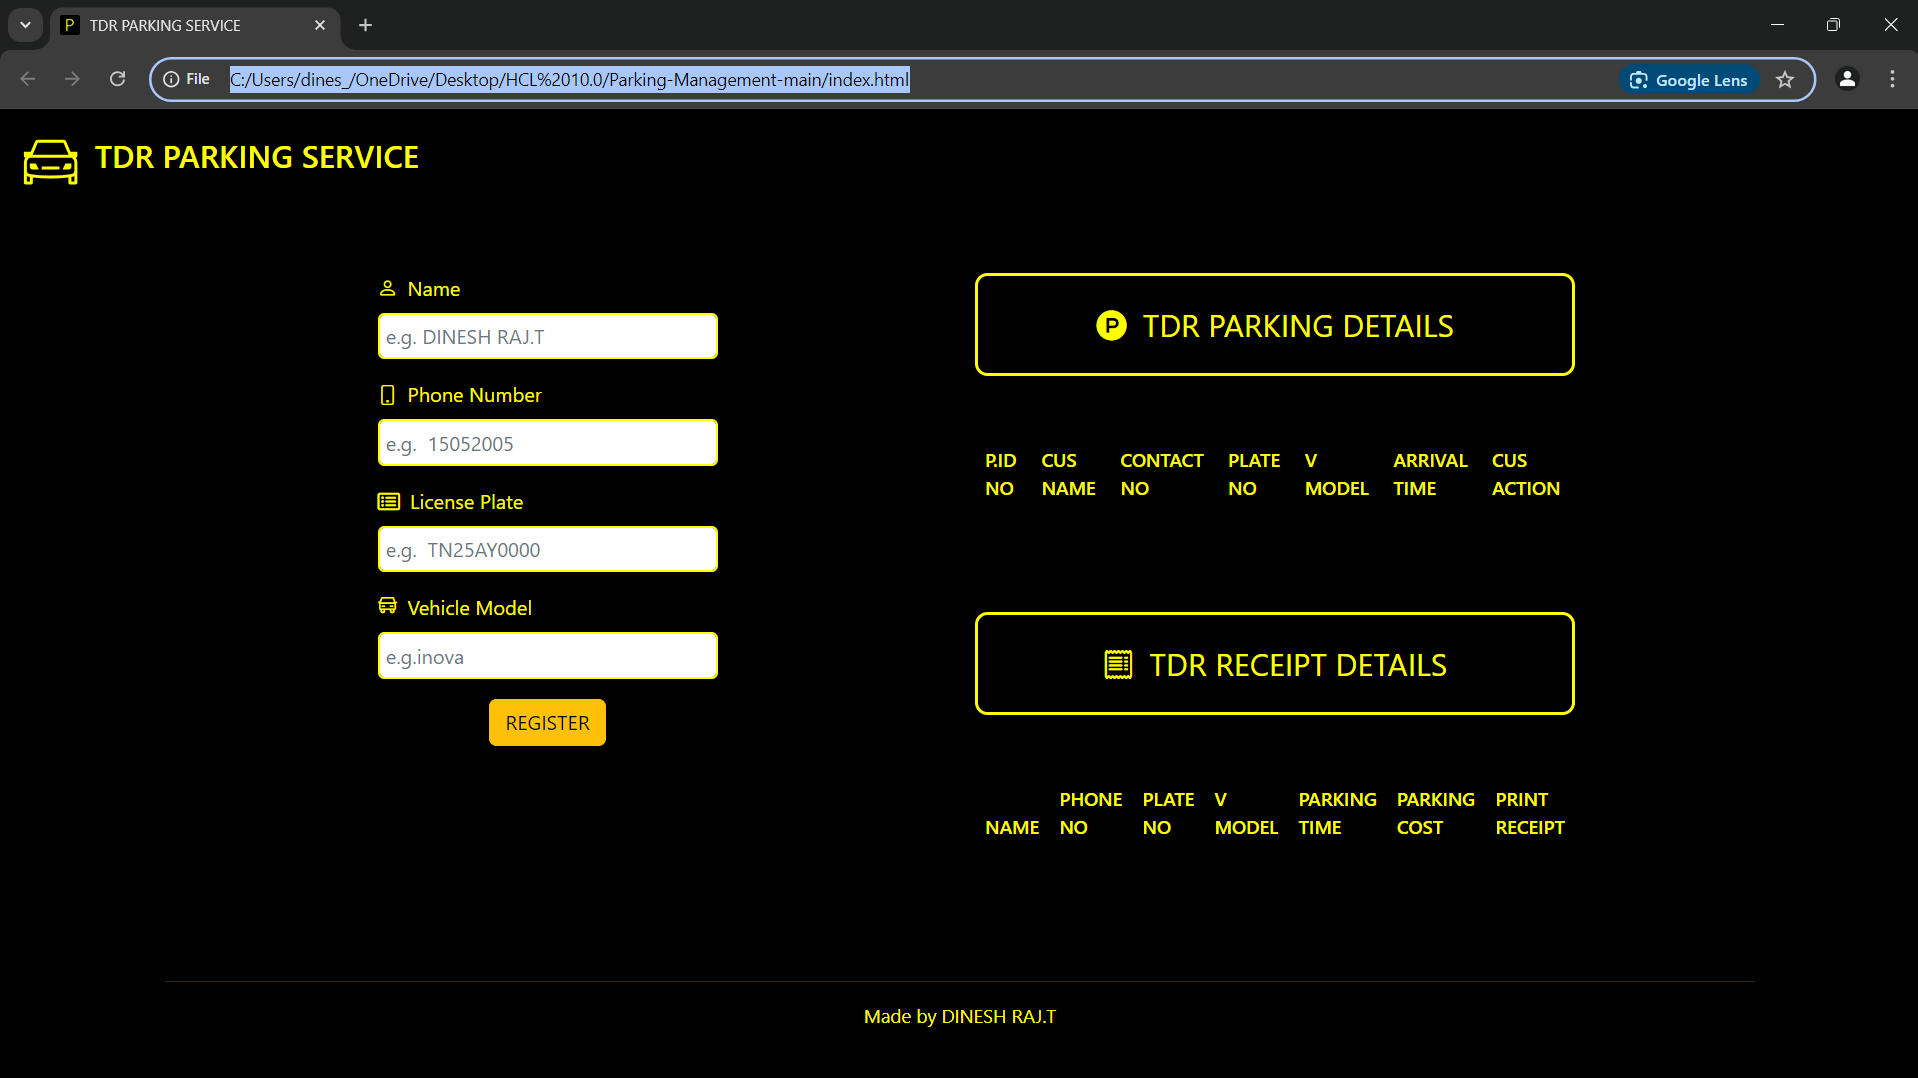 P TDR PARKING SERVICE
File C:/Users/dines_/OneDrive/Desktop/HCL%2010.0/Parking-Management-main/index.html Google Lens
TDR PARKING SERVICE
Name
e.g. DINESH RAJ.T
Phone Number
e.g. 15052005
License Plate
e.g. TN25AY0000
Vehicle Model
e.g.inova
REGISTER
P TDR PARKING DETAILS
P.ID NO CUS NAME CONTACT NO PLATE NO V MODEL ARRIVAL TIME CUS ACTION
TDR RECEIPT DETAILS
NAME PHONE NO PLATE NO V MODEL PARKING TIME PARKING COST PRINT RECEIPT
Made by DINESH RAJ.T